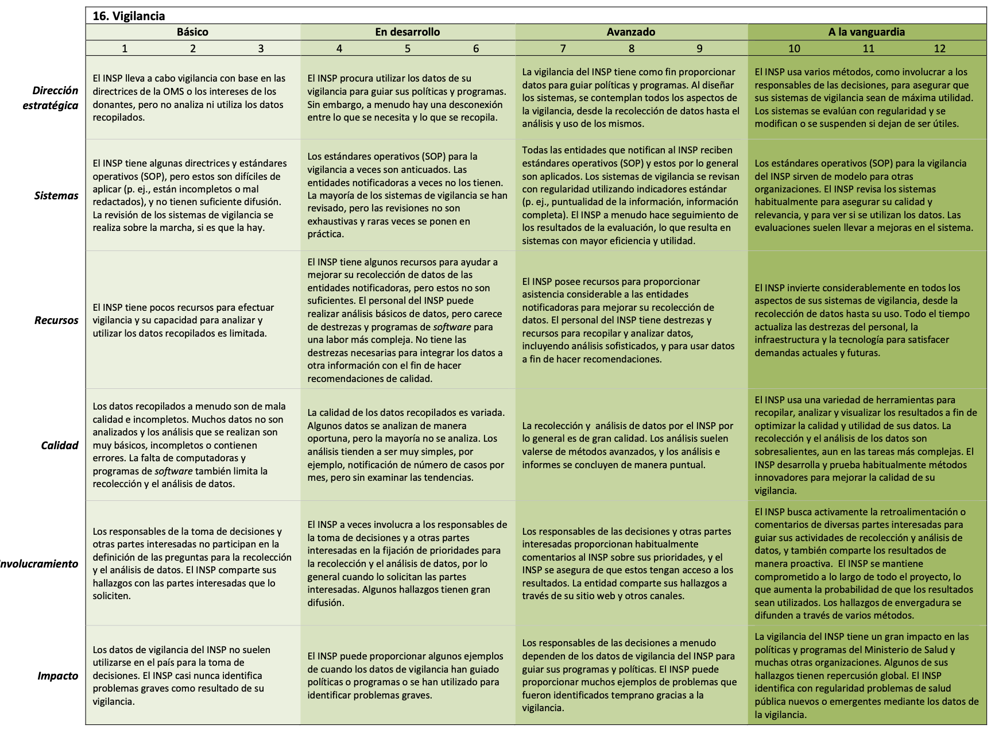 16. Vigilancia
Básico
En desarrollo
Avanzado
A la vanguardia
1 2 3 4 5 6 7 8 9 10 11 12
Dirección
estratégica
El INSP lleva a cabo vigilancia con base en las
directrices de la OMS o los intereses de los
donantes, pero no analiza ni utiliza los datos
recopilados.
El INSP procura utilizar los datos de su
vigilancia para guiar sus políticas y programas.
Sin embargo, a menudo hay una desconexión
entre lo que se necesita y lo que se recopila.
La vigilancia del INSP tiene como fin proporcionar
datos para guiar políticas y programas. Al diseñar
los sistemas, se contemplan todos los aspectos de
la vigilancia, desde la recolección de datos hasta el
análisis y uso de los mismos.
El INSP usa varios métodos, como involucrar a los
responsables de las decisiones, para asegurar que
sus sistemas de vigilancia sean de máxima utilidad.
Los sistemas se evalúan con regularidad y se
modifican o se suspenden si dejan de ser útiles.
Sistemas
El INSP tiene algunas directrices y estándares
operativos (SOP), pero estos son difíciles de
aplicar (p. ej., están incompletos o mal
redactados), y no tienen suficiente difusión.
La revisión de los sistemas de vigilancia se
realiza sobre la marcha, si es que la hay.
Los estándares operativos (SOP) para la
vigilancia a veces son anticuados. Las
entidades notificadoras a veces no los tienen.
La mayoría de los sistemas de vigilancia se han
revisado, pero las revisiones no son
exhaustivas y raras veces se ponen en
práctica.
Todas las entidades que notifican al INSP reciben
estándares operativos (SOP) y estos por lo general
son aplicados. Los sistemas de vigilancia se revisan
con regularidad utilizando indicadores estándar
(p. ej., puntualidad de la información, información
completa). El INSP a menudo hace seguimiento de
los resultados de la evaluación, lo que resulta en
sistemas con mayor eficiencia y utilidad.
Los estándares operativos (SOP) para la vigilancia
del INSP sirven de modelo para otras
organizaciones. El INSP revisa los sistemas
habitualmente para asegurar su calidad y
relevancia, y para ver si se utilizan los datos. Las
evaluaciones suelen llevar a mejoras en el sistema.
Recursos
El INSP tiene pocos recursos para efectuar
vigilancia y su capacidad para analizar y
utilizar los datos recopilados es limitada.
El INSP tiene algunos recursos para ayudar a
mejorar su recolección de datos de las
entidades notificadoras, pero estos no son
suficientes. El personal del INSP puede
realizar análisis básicos de datos, pero carece
de destrezas y programas de software para
una labor más compleja. No tiene las
destrezas necesarias para integrar los datos a
otra información con el fin de hacer
recomendaciones de calidad.
El INSP posee recursos para proporcionar
asistencia considerable a las entidades
notificadoras para mejorar su recolección de
datos. El personal del INSP tiene destrezas y
recursos para recopilar y analizar datos,
incluyendo análisis sofisticados, y para usar datos
a fin de hacer recomendaciones.
El INSP invierte considerablemente en todos los
aspectos de sus sistemas de vigilancia, desde la
recolección de datos hasta su uso. Todo el tiempo
actualiza las destrezas del personal, la
infraestructura y la tecnología para satisfacer
demandas actuales y futuras.
Calidad
Los datos recopilados a menudo son de mala
calidad e incompletos. Muchos datos no son
analizados y los análisis que se realizan son
muy básicos, incompletos o contienen
errores. La falta de computadoras y
programas de software también limita la
recolección y el análisis de datos.
La calidad de los datos recopilados es variada.
Algunos datos se analizan de manera
oportuna, pero la mayoría no se analiza. Los
análisis tienden a ser muy simples, por
ejemplo, notificación de número de casos por
mes, pero sin examinar las tendencias.
La recolección y análisis de datos por el INSP por
lo general es de gran calidad. Los análisis suelen
valerse de métodos avanzados, y los análisis e
informes se concluyen de manera puntual.
El INSP usa una variedad de herramientas para
recopilar, analizar y visualizar los resultados a fin de
optimizar la calidad y utilidad de sus datos. La
recolección y el análisis de los datos son
sobresalientes, aun en las tareas más complejas. El
INSP desarrolla y prueba habitualmente métodos
innovadores para mejorar la calidad de su
vigilancia.
nvolucramiento
Los responsables de la toma de decisiones y
otras partes interesadas no participan en la
definición de las preguntas para la recolección
y el análisis de datos. El INSP comparte sus
hallazgos con las partes interesadas que lo
soliciten.
El INSP a veces involucra a los responsables de
la toma de decisiones y a otras partes
interesadas en la fijación de prioridades para
la recolección y el análisis de datos, por lo
general cuando lo solicitan las partes
interesadas. Algunos hallazgos tienen gran
difusión.
Los responsables de las decisiones y otras partes
interesadas proporcionan habitualmente
comentarios al INSP sobre sus prioridades, y el
INSP se asegura de que estos tengan acceso a los
resultados. La entidad comparte sus hallazgos a
través de su sitio web y otros canales.
El INSP busca activamente la retroalimentación o
comentarios de diversas partes interesadas para
guiar sus actividades de recolección y análisis de
datos, y también comparte los resultados de
manera proactiva. El INSP se mantiene
comprometido a lo largo de todo el proyecto, lo
que aumenta la probabilidad de que los resultados
sean utilizados. Los hallazgos de envergadura se
difunden a través de varios métodos.
Impacto
Los datos de vigilancia del INSP no suelen
utilizarse en el país para la toma de
decisiones. El INSP casi nunca identifica
problemas graves como resultado de su
vigilancia.
El INSP puede proporcionar algunos ejemplos
de cuando los datos de vigilancia han guiado
políticas o programas o se han utilizado para
identificar problemas graves.
Los responsables de las decisiones a menudo
dependen de los datos de vigilancia del INSP para
guiar sus programas y políticas. El INSP puede
proporcionar muchos ejemplos de problemas que
fueron identificados temprano gracias a la
vigilancia.
La vigilancia del INSP tiene un gran impacto en las
políticas y programas del Ministerio de Salud y
muchas otras organizaciones. Algunos de sus
hallazgos tienen repercusión global. El INSP
identifica con regularidad problemas de salud
pública nuevos o emergentes mediante los datos de
la vigilancia.